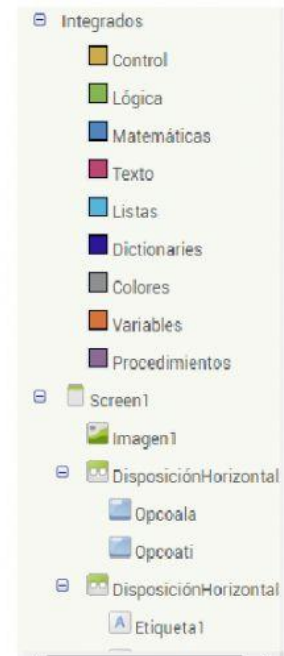 Integrados
Control
Lógica
Matemáticas
Texto
Listas
Dictionaries
Colores
Variables
Procedimientos
Screen1
Imagen1
DisposiciónHorizontal
Opcoala
Opcoati
DisposiciónHorizontal
A Etiqueta1